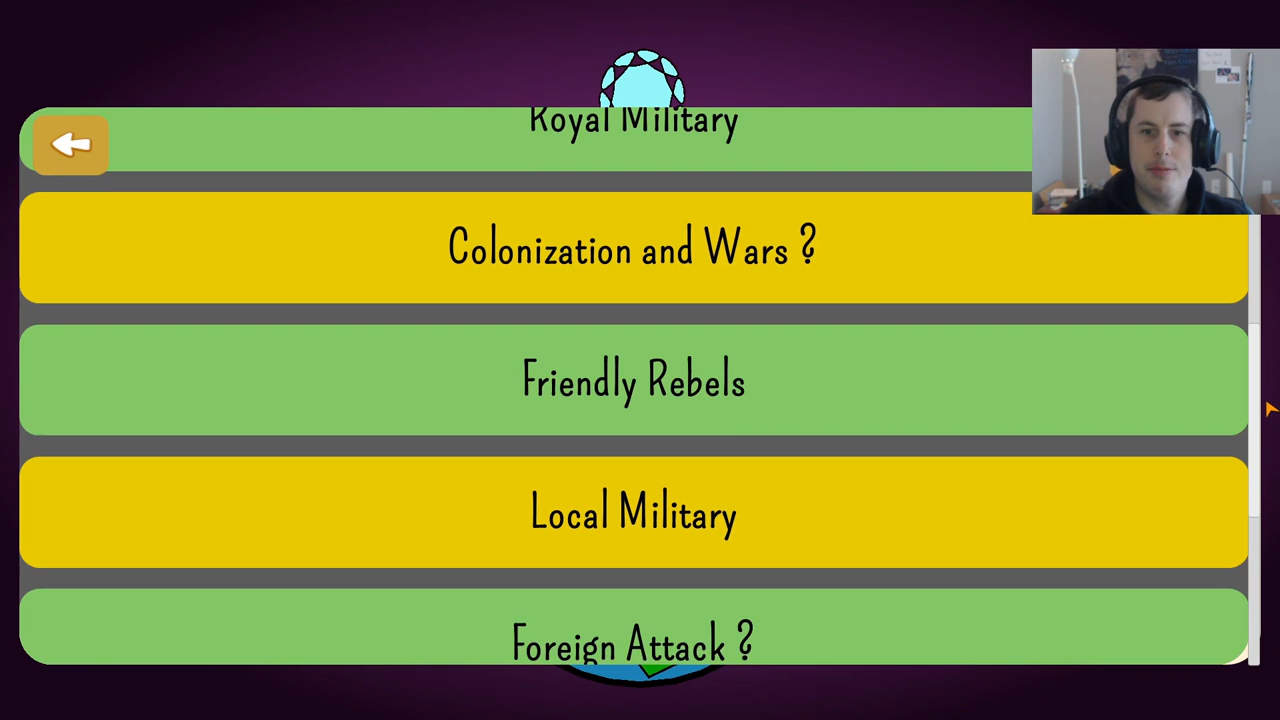 Royal Military
Colonization and Wars ?
Friendly Rebels
Local Military
Foreign Attack ?